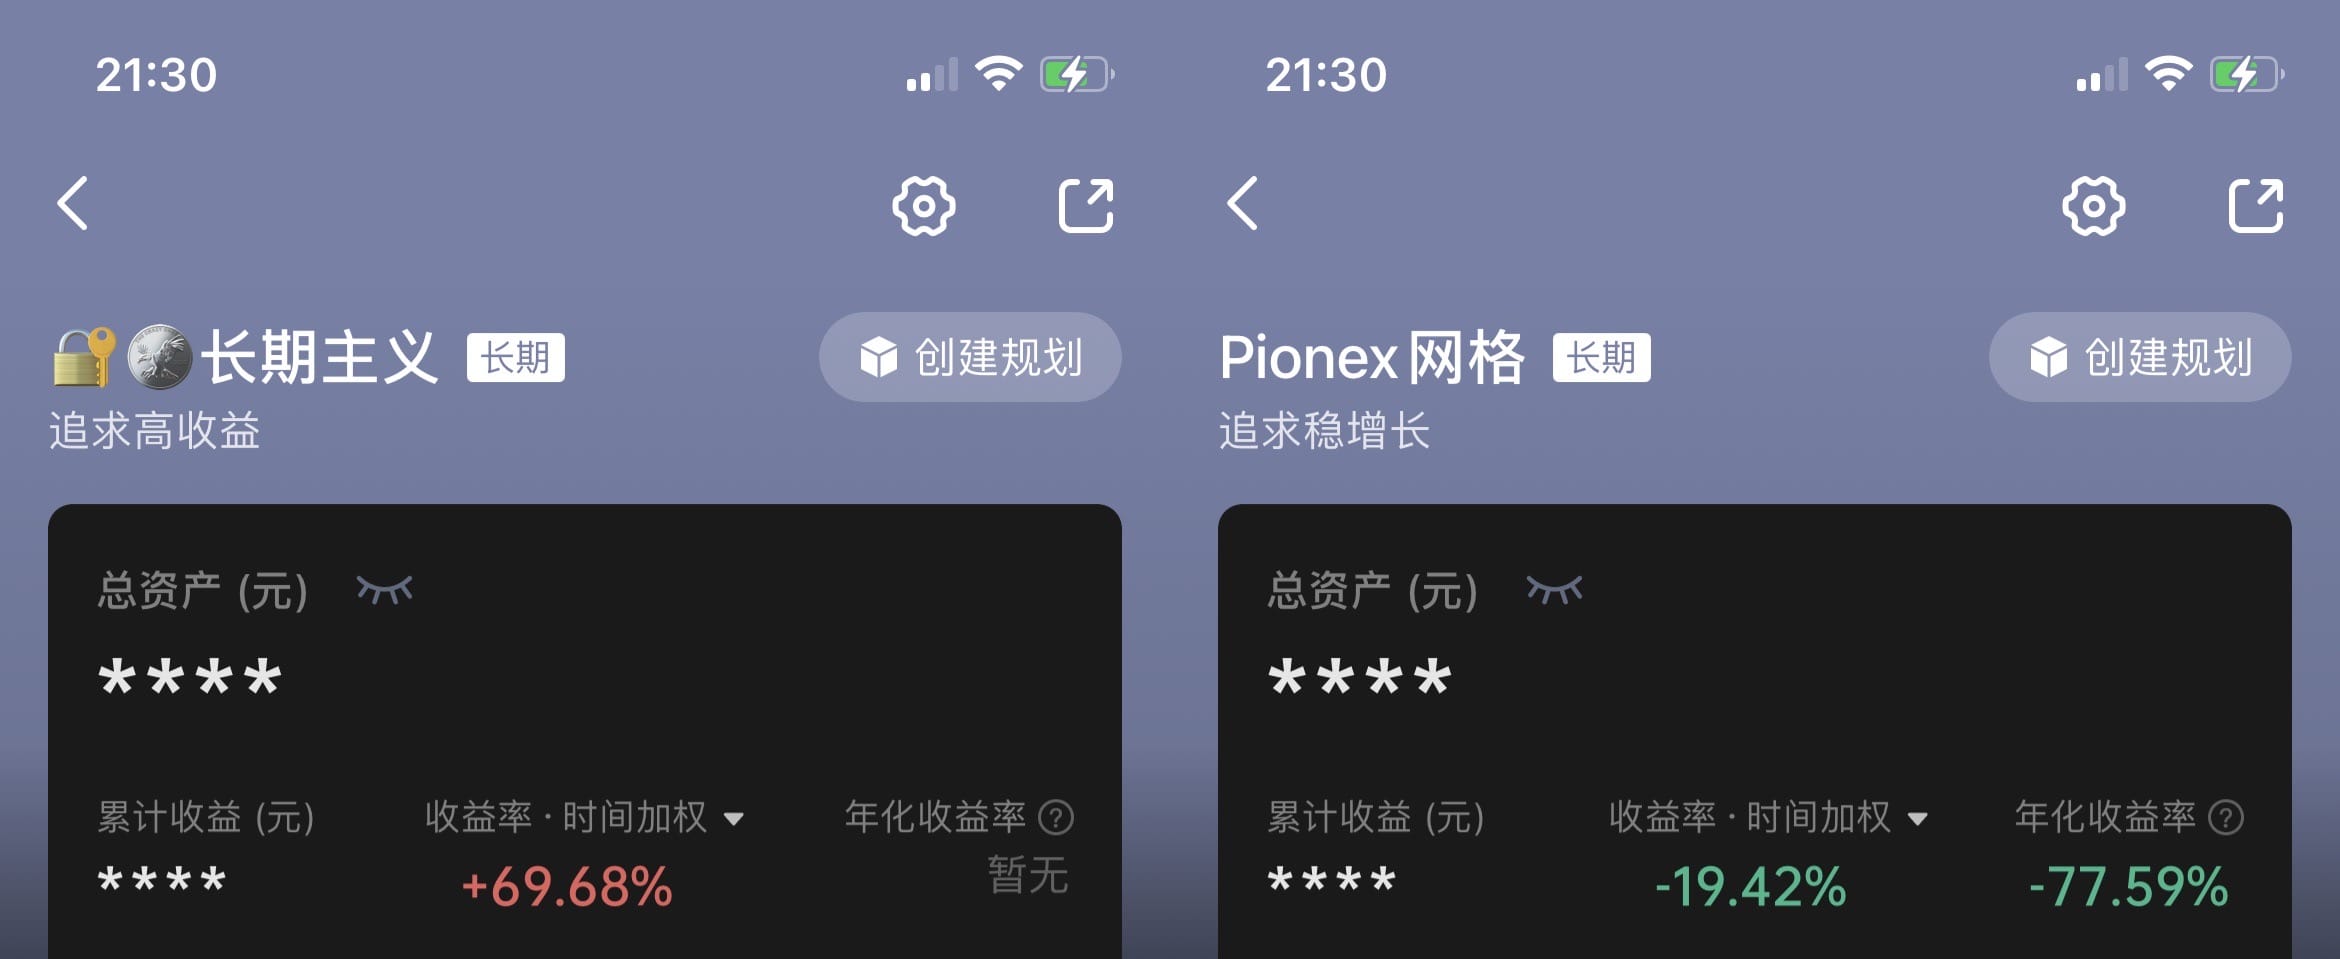 21:30
长期主义 长期
创建规划
追求高收益
总资产 (元)
****
累计收益 (元) 收益率·时间加权 年化收益率
**** +69.68% 暂无
21:30
Pionex网格 长期
创建规划
追求稳增长
总资产 (元)
****
累计收益 (元) 收益率·时间加权 年化收益率
**** -19.42% -77.59%